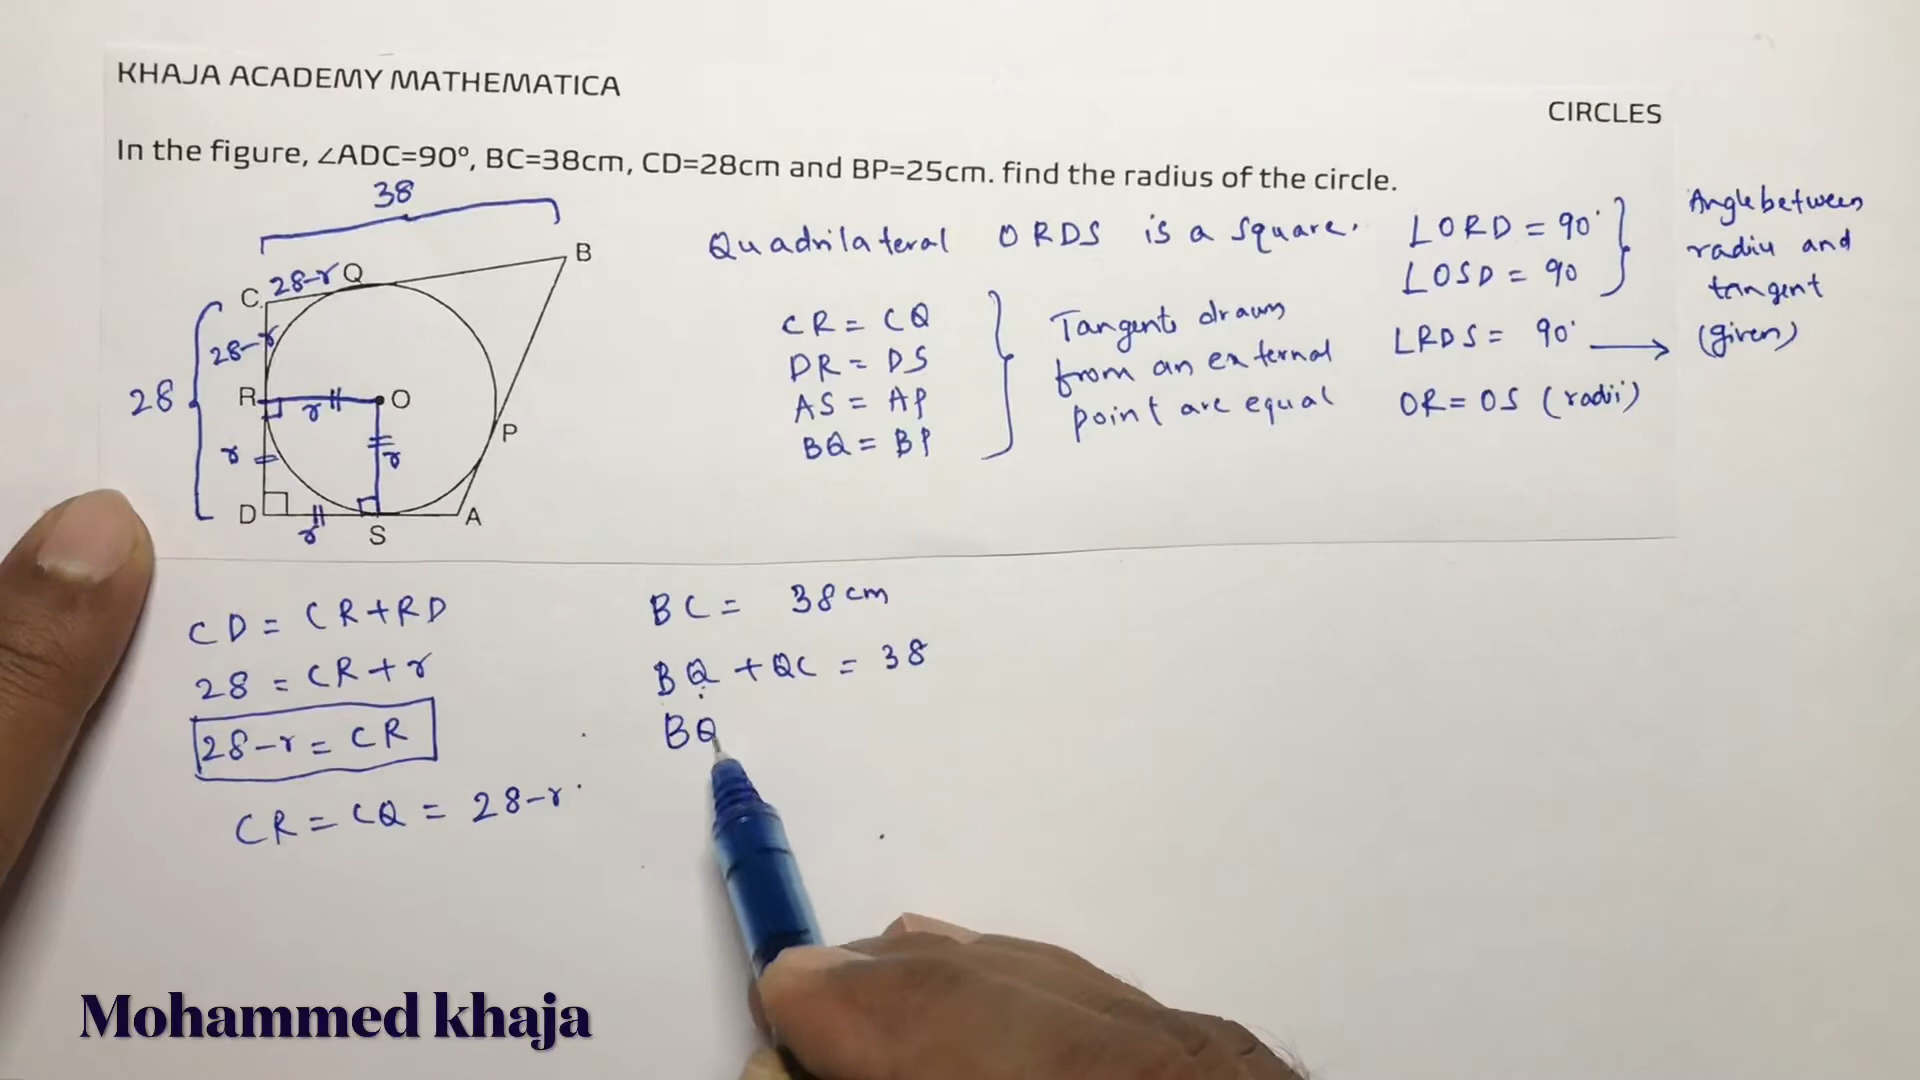 KHAJA ACADEMY MATHEMATICA
CIRCLES
In the figure, ∠ADC=90º, BC=38cm, CD=28cm and BP=25cm. find the radius of the circle.
38
B
28-r Q
C
28-r
28
R
r
O
r
r
P
D
r
S
A
Quadrilateral ORDS is a square.
CR = CQ
DR = DS
AS = AP
BQ = BP
Tangents drawn
from an external
point are equal
∠ORD = 90°
∠OSD = 90
∠RDS = 90°
OR = OS (radii)
Angle between
radiu and
tangent
(given)
CD = CR+RD
28 = CR+r
28-r = CR
CR = CQ = 28-r
BC = 38cm
BQ + QC = 38
BQ
Mohammed khaja